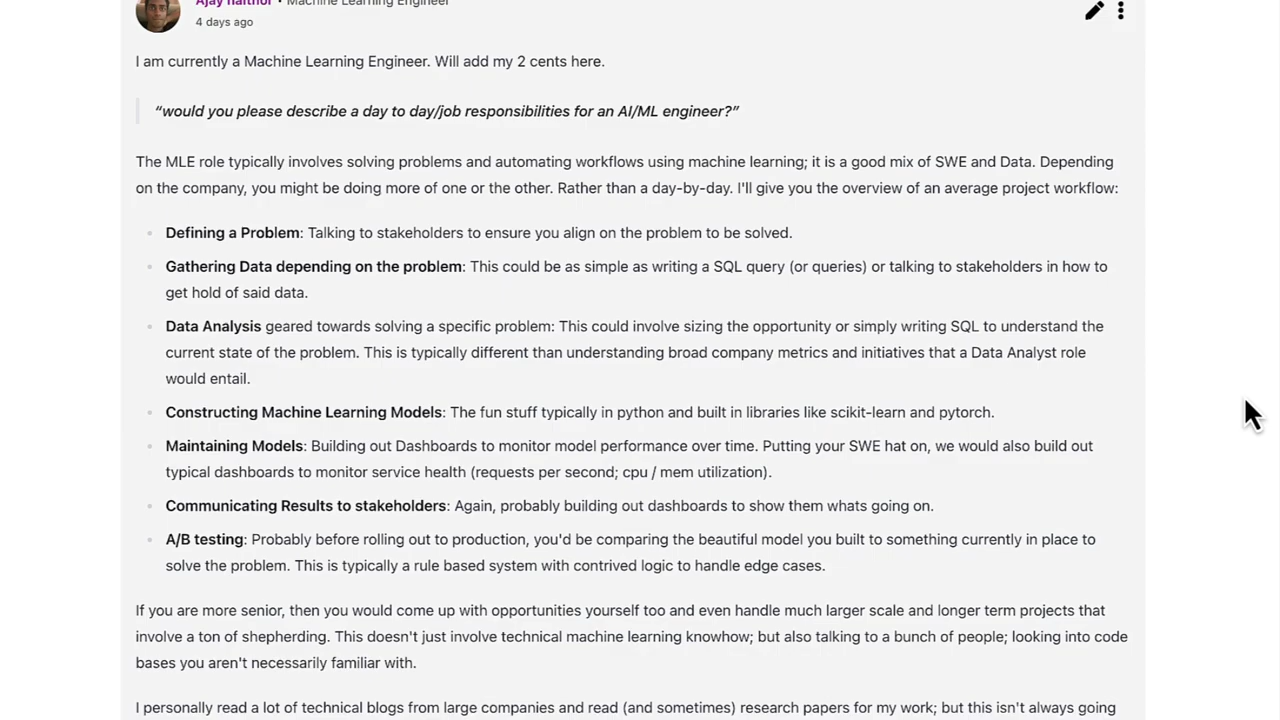 Ajay Halthor • Machine Learning Engineer
4 days ago
I am currently a Machine Learning Engineer. Will add my 2 cents here.
“would you please describe a day to day/job responsibilities for an AI/ML engineer?”
The MLE role typically involves solving problems and automating workflows using machine learning; it is a good mix of SWE and Data. Depending
on the company, you might be doing more of one or the other. Rather than a day-by-day. I'll give you the overview of an average project workflow:
Defining a Problem: Talking to stakeholders to ensure you align on the problem to be solved.
Gathering Data depending on the problem: This could be as simple as writing a SQL query (or queries) or talking to stakeholders in how to
get hold of said data.
Data Analysis geared towards solving a specific problem: This could involve sizing the opportunity or simply writing SQL to understand the
current state of the problem. This is typically different than understanding broad company metrics and initiatives that a Data Analyst role
would entail.
Constructing Machine Learning Models: The fun stuff typically in python and built in libraries like scikit-learn and pytorch.
Maintaining Models: Building out Dashboards to monitor model performance over time. Putting your SWE hat on, we would also build out
typical dashboards to monitor service health (requests per second; cpu / mem utilization).
Communicating Results to stakeholders: Again, probably building out dashboards to show them whats going on.
A/B testing: Probably before rolling out to production, you'd be comparing the beautiful model you built to something currently in place to
solve the problem. This is typically a rule based system with contrived logic to handle edge cases.
If you are more senior, then you would come up with opportunities yourself too and even handle much larger scale and longer term projects that
involve a ton of shepherding. This doesn't just involve technical machine learning knowhow; but also talking to a bunch of people; looking into code
bases you aren't necessarily familiar with.
I personally read a lot of technical blogs from large companies and read (and sometimes) research papers for my work; but this isn't always going